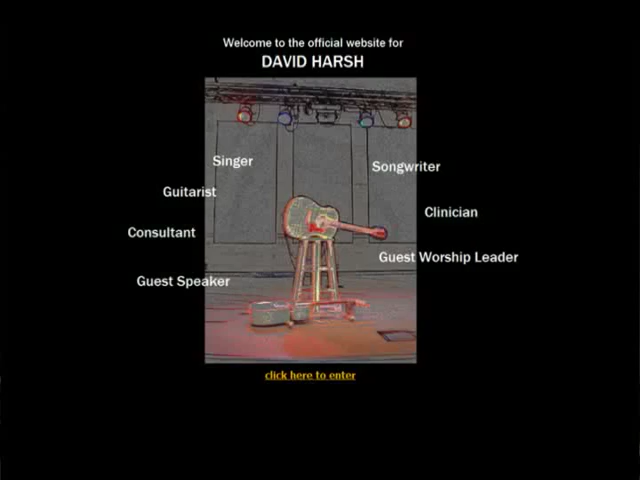 Welcome to the official website for
DAVID HARSH
Singer
Songwriter
Guitarist
Clinician
Consultant
Guest Worship Leader
Guest Speaker
click here to enter